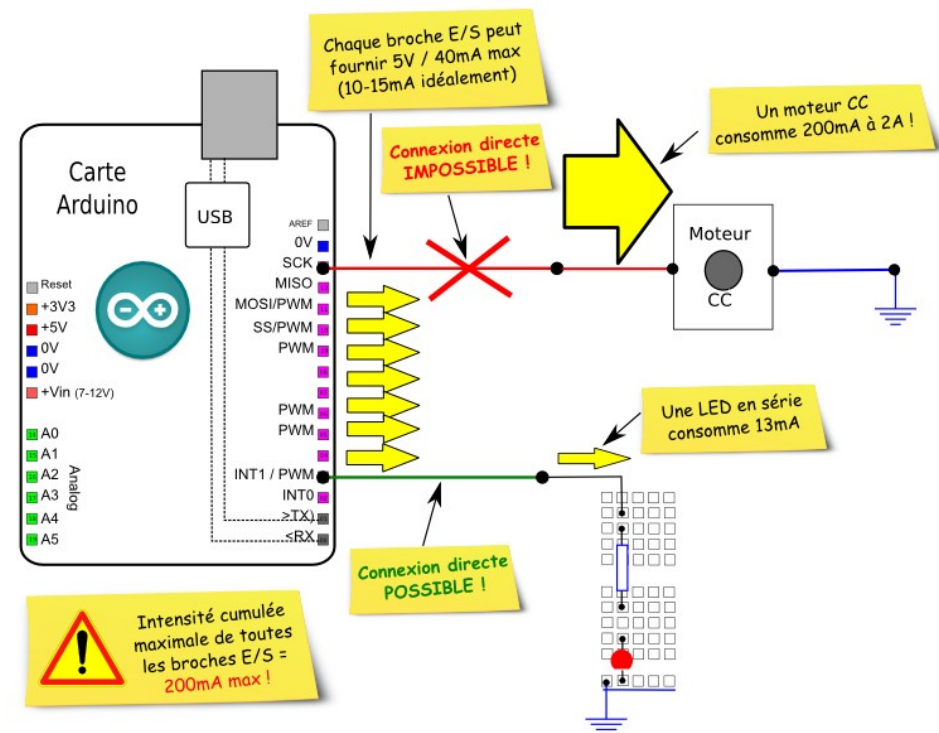 Chaque broche E/S peut
fournir 5V / 40mA max
(10-15mA idéalement)
Un moteur CC
consomme 200mA à 2A !
Connexion directe
IMPOSSIBLE !
Carte
Arduino
USB
AREF
0V
SCK
MISO
MOSI/PWM
SS/PWM
PWM
PWM
PWM
INT1 / PWM
INT0
>TX)
<RX
Reset
+3V3
+5V
0V
0V
+Vin (7-12V)
A0
A1
A2
A3
A4
A5
Analog
Moteur
CC
Une LED en série
consomme 13mA
Connexion directe
POSSIBLE !
Intensité cumulée
maximale de toutes
les broches E/S =
200mA max !